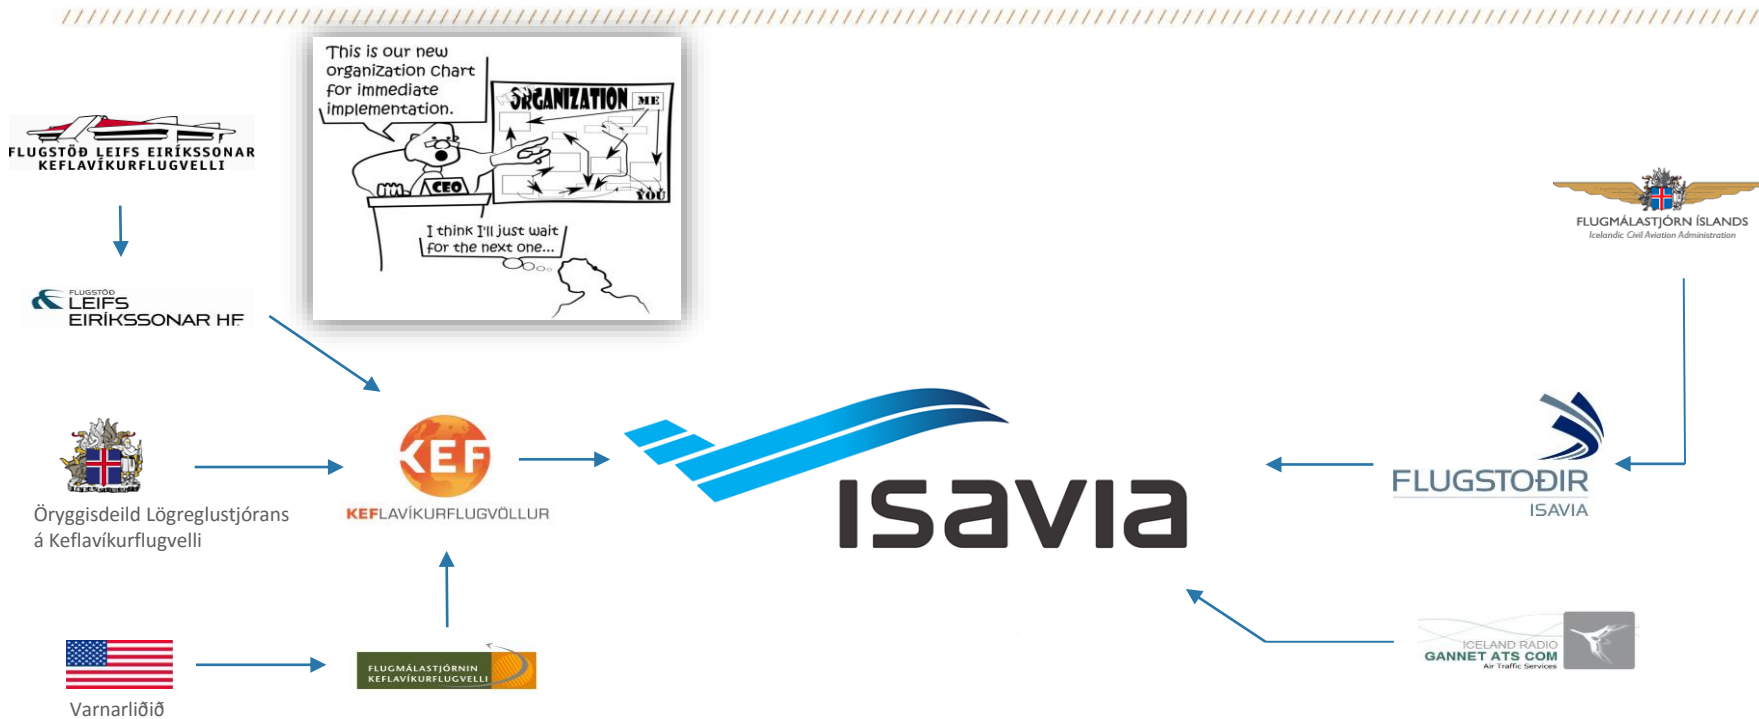 This is our new
organization chart
for immediate
implementation.
ORGANIZATION
ME
CEO
YOU
I think I'll just wait
for the next one...
FLUGSTÖÐ LEIFS EIRÍKSSONAR
KEFLAVÍKURFLUGVELLI
FLUGSTÖÐ
LEIFS
EIRÍKSSONAR HF.
Öryggisdeild Lögreglustjórans
á Keflavíkurflugvelli
KEF
KEFLAVÍKURFLUGVÖLLUR
Varnarliðið
FLUGMÁLASTJÓRNIN
KEFLAVÍKURFLUGVELLI
ISAVIA
FLUGMÁLASTJÓRN ÍSLANDS
Icelandic Civil Aviation Administration
FLUGSTOÐIR
ISAVIA
ICELAND RADIO
GANNET ATS COM
Air Traffic Services